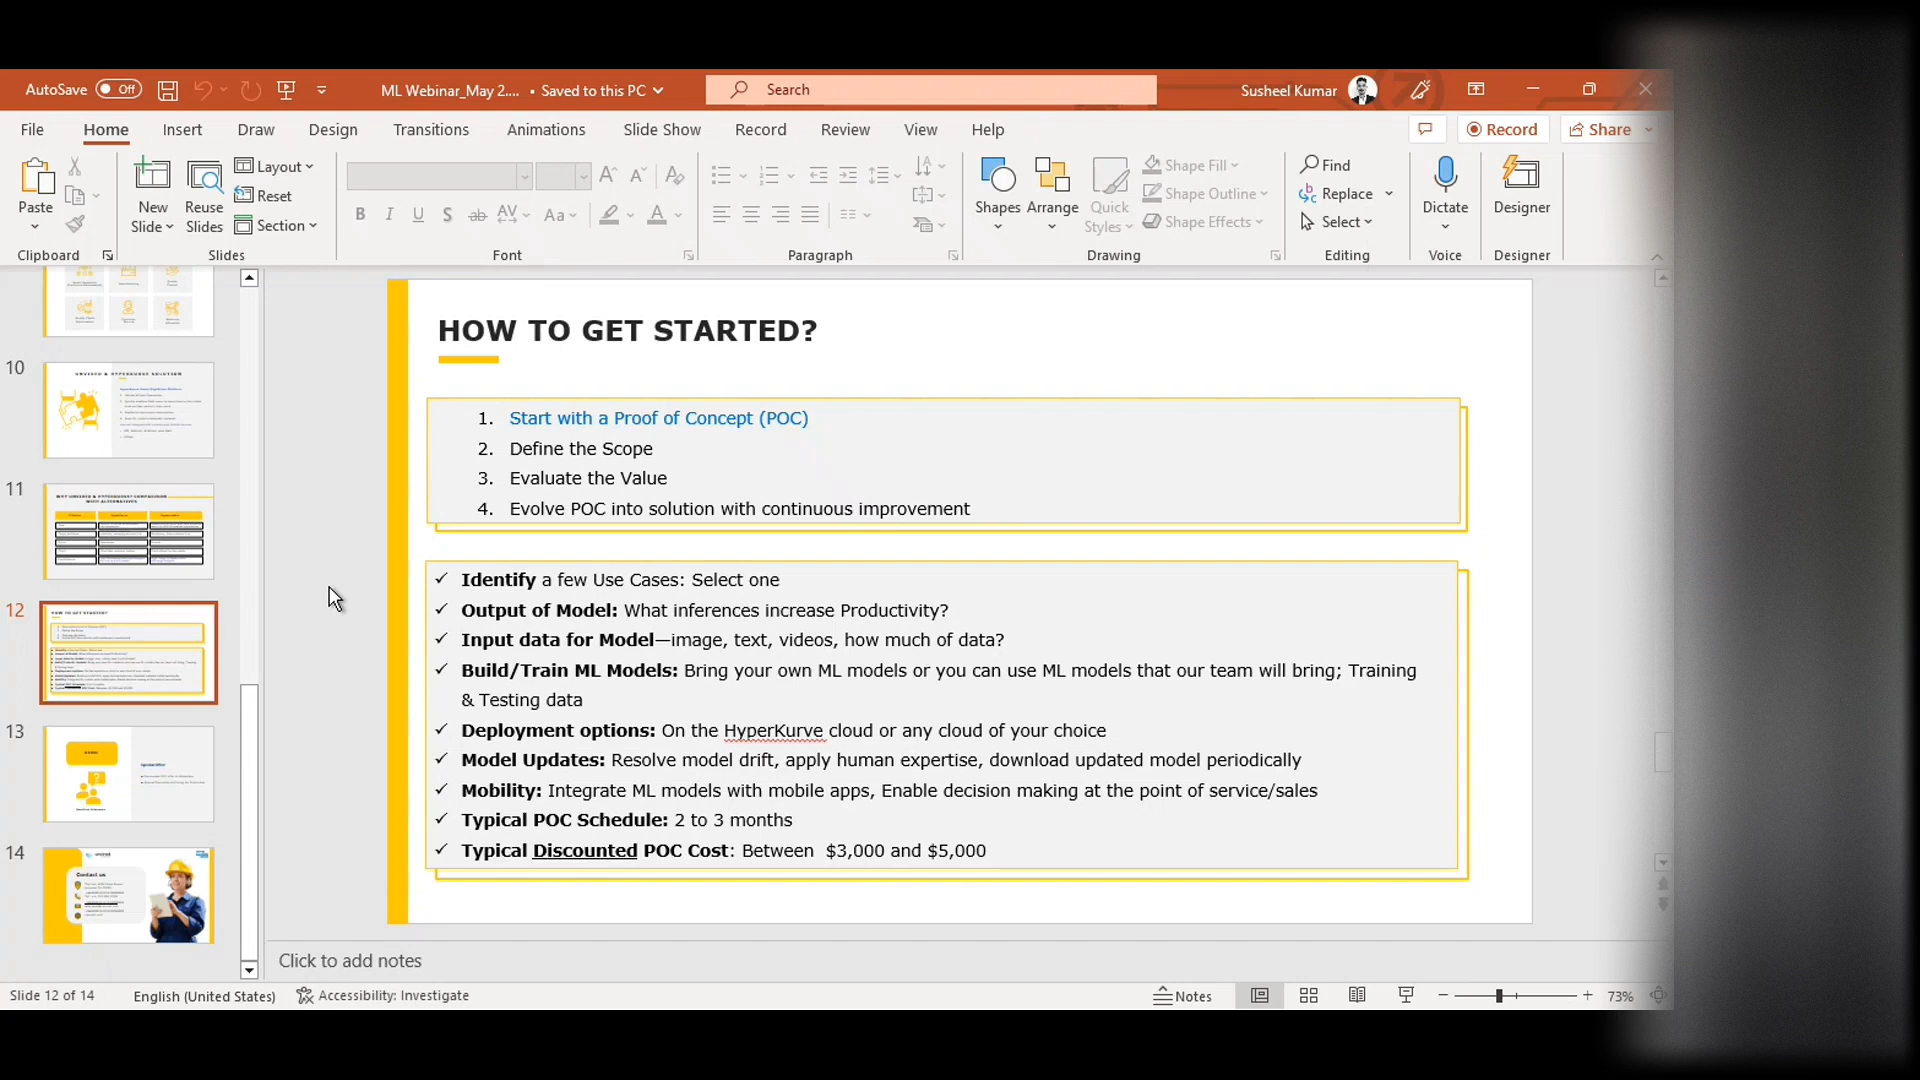 AutoSave Off ML Webinar_May 2.... • Saved to this PC Search Susheel Kumar
File Home Insert Draw Design Transitions Animations Slide Show Record Review View Help Record Share
Paste New Slide Reuse Slides Layout Reset Section
B I U S ab AV Aa A
Shapes Arrange Quick Styles Shape Fill Shape Outline Shape Effects
Find Replace Select Dictate Designer
Clipboard Slides Font Paragraph Drawing Editing Voice Designer
10
11
12
HOW TO GET STARTED?
13
14
Contact us
HOW TO GET STARTED?
1. Start with a Proof of Concept (POC)
2. Define the Scope
3. Evaluate the Value
4. Evolve POC into solution with continuous improvement
✓ Identify a few Use Cases: Select one
✓ Output of Model: What inferences increase Productivity?
✓ Input data for Model—image, text, videos, how much of data?
✓ Build/Train ML Models: Bring your own ML models or you can use ML models that our team will bring; Training
& Testing data
✓ Deployment options: On the HyperKurve cloud or any cloud of your choice
✓ Model Updates: Resolve model drift, apply human expertise, download updated model periodically
✓ Mobility: Integrate ML models with mobile apps, Enable decision making at the point of service/sales
✓ Typical POC Schedule: 2 to 3 months
✓ Typical Discounted POC Cost: Between $3,000 and $5,000
Click to add notes
Slide 12 of 14 English (United States) Accessibility: Investigate Notes 73%